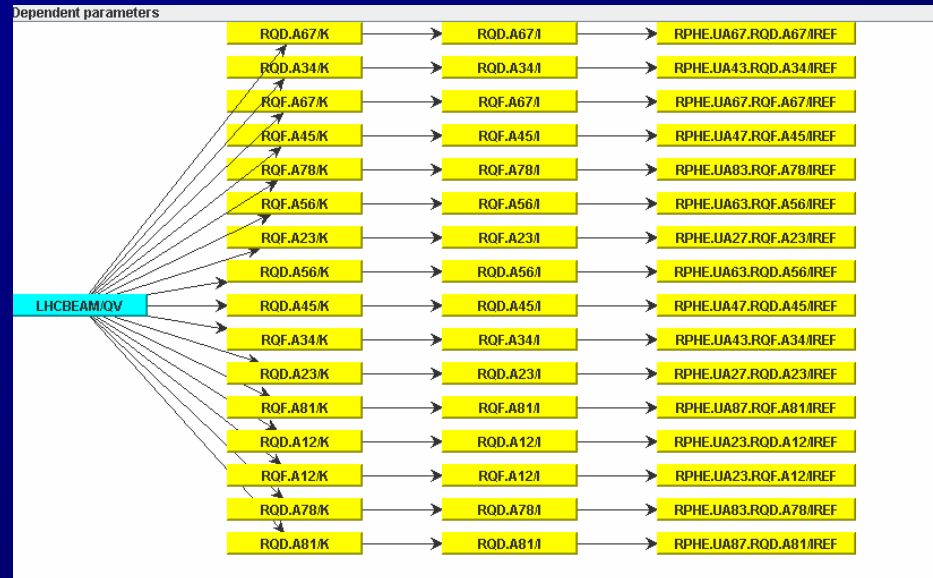 Dependent parameters
RQD.A67/K RQD.A67/I RPHE.UA67.RQD.A67/IREF
RQD.A34/K RQD.A34/I RPHE.UA43.RQD.A34/IREF
RQF.A67/K RQF.A67/I RPHE.UA67.RQF.A67/IREF
RQF.A45/K RQF.A45/I RPHE.UA47.RQF.A45/IREF
RQF.A78/K RQF.A78/I RPHE.UA83.RQF.A78/IREF
RQF.A56/K RQF.A56/I RPHE.UA63.RQF.A56/IREF
RQF.A23/K RQF.A23/I RPHE.UA27.RQF.A23/IREF
RQD.A56/K RQD.A56/I RPHE.UA63.RQD.A56/IREF
LHCBEAM/QV RQD.A45/K RQD.A45/I RPHE.UA47.RQD.A45/IREF
RQF.A34/K RQF.A34/I RPHE.UA43.RQF.A34/IREF
RQD.A23/K RQD.A23/I RPHE.UA27.RQD.A23/IREF
RQF.A81/K RQF.A81/I RPHE.UA87.RQF.A81/IREF
RQD.A12/K RQD.A12/I RPHE.UA23.RQD.A12/IREF
RQF.A12/K RQF.A12/I RPHE.UA23.RQF.A12/IREF
RQD.A78/K RQD.A78/I RPHE.UA83.RQD.A78/IREF
RQD.A81/K RQD.A81/I RPHE.UA87.RQD.A81/IREF